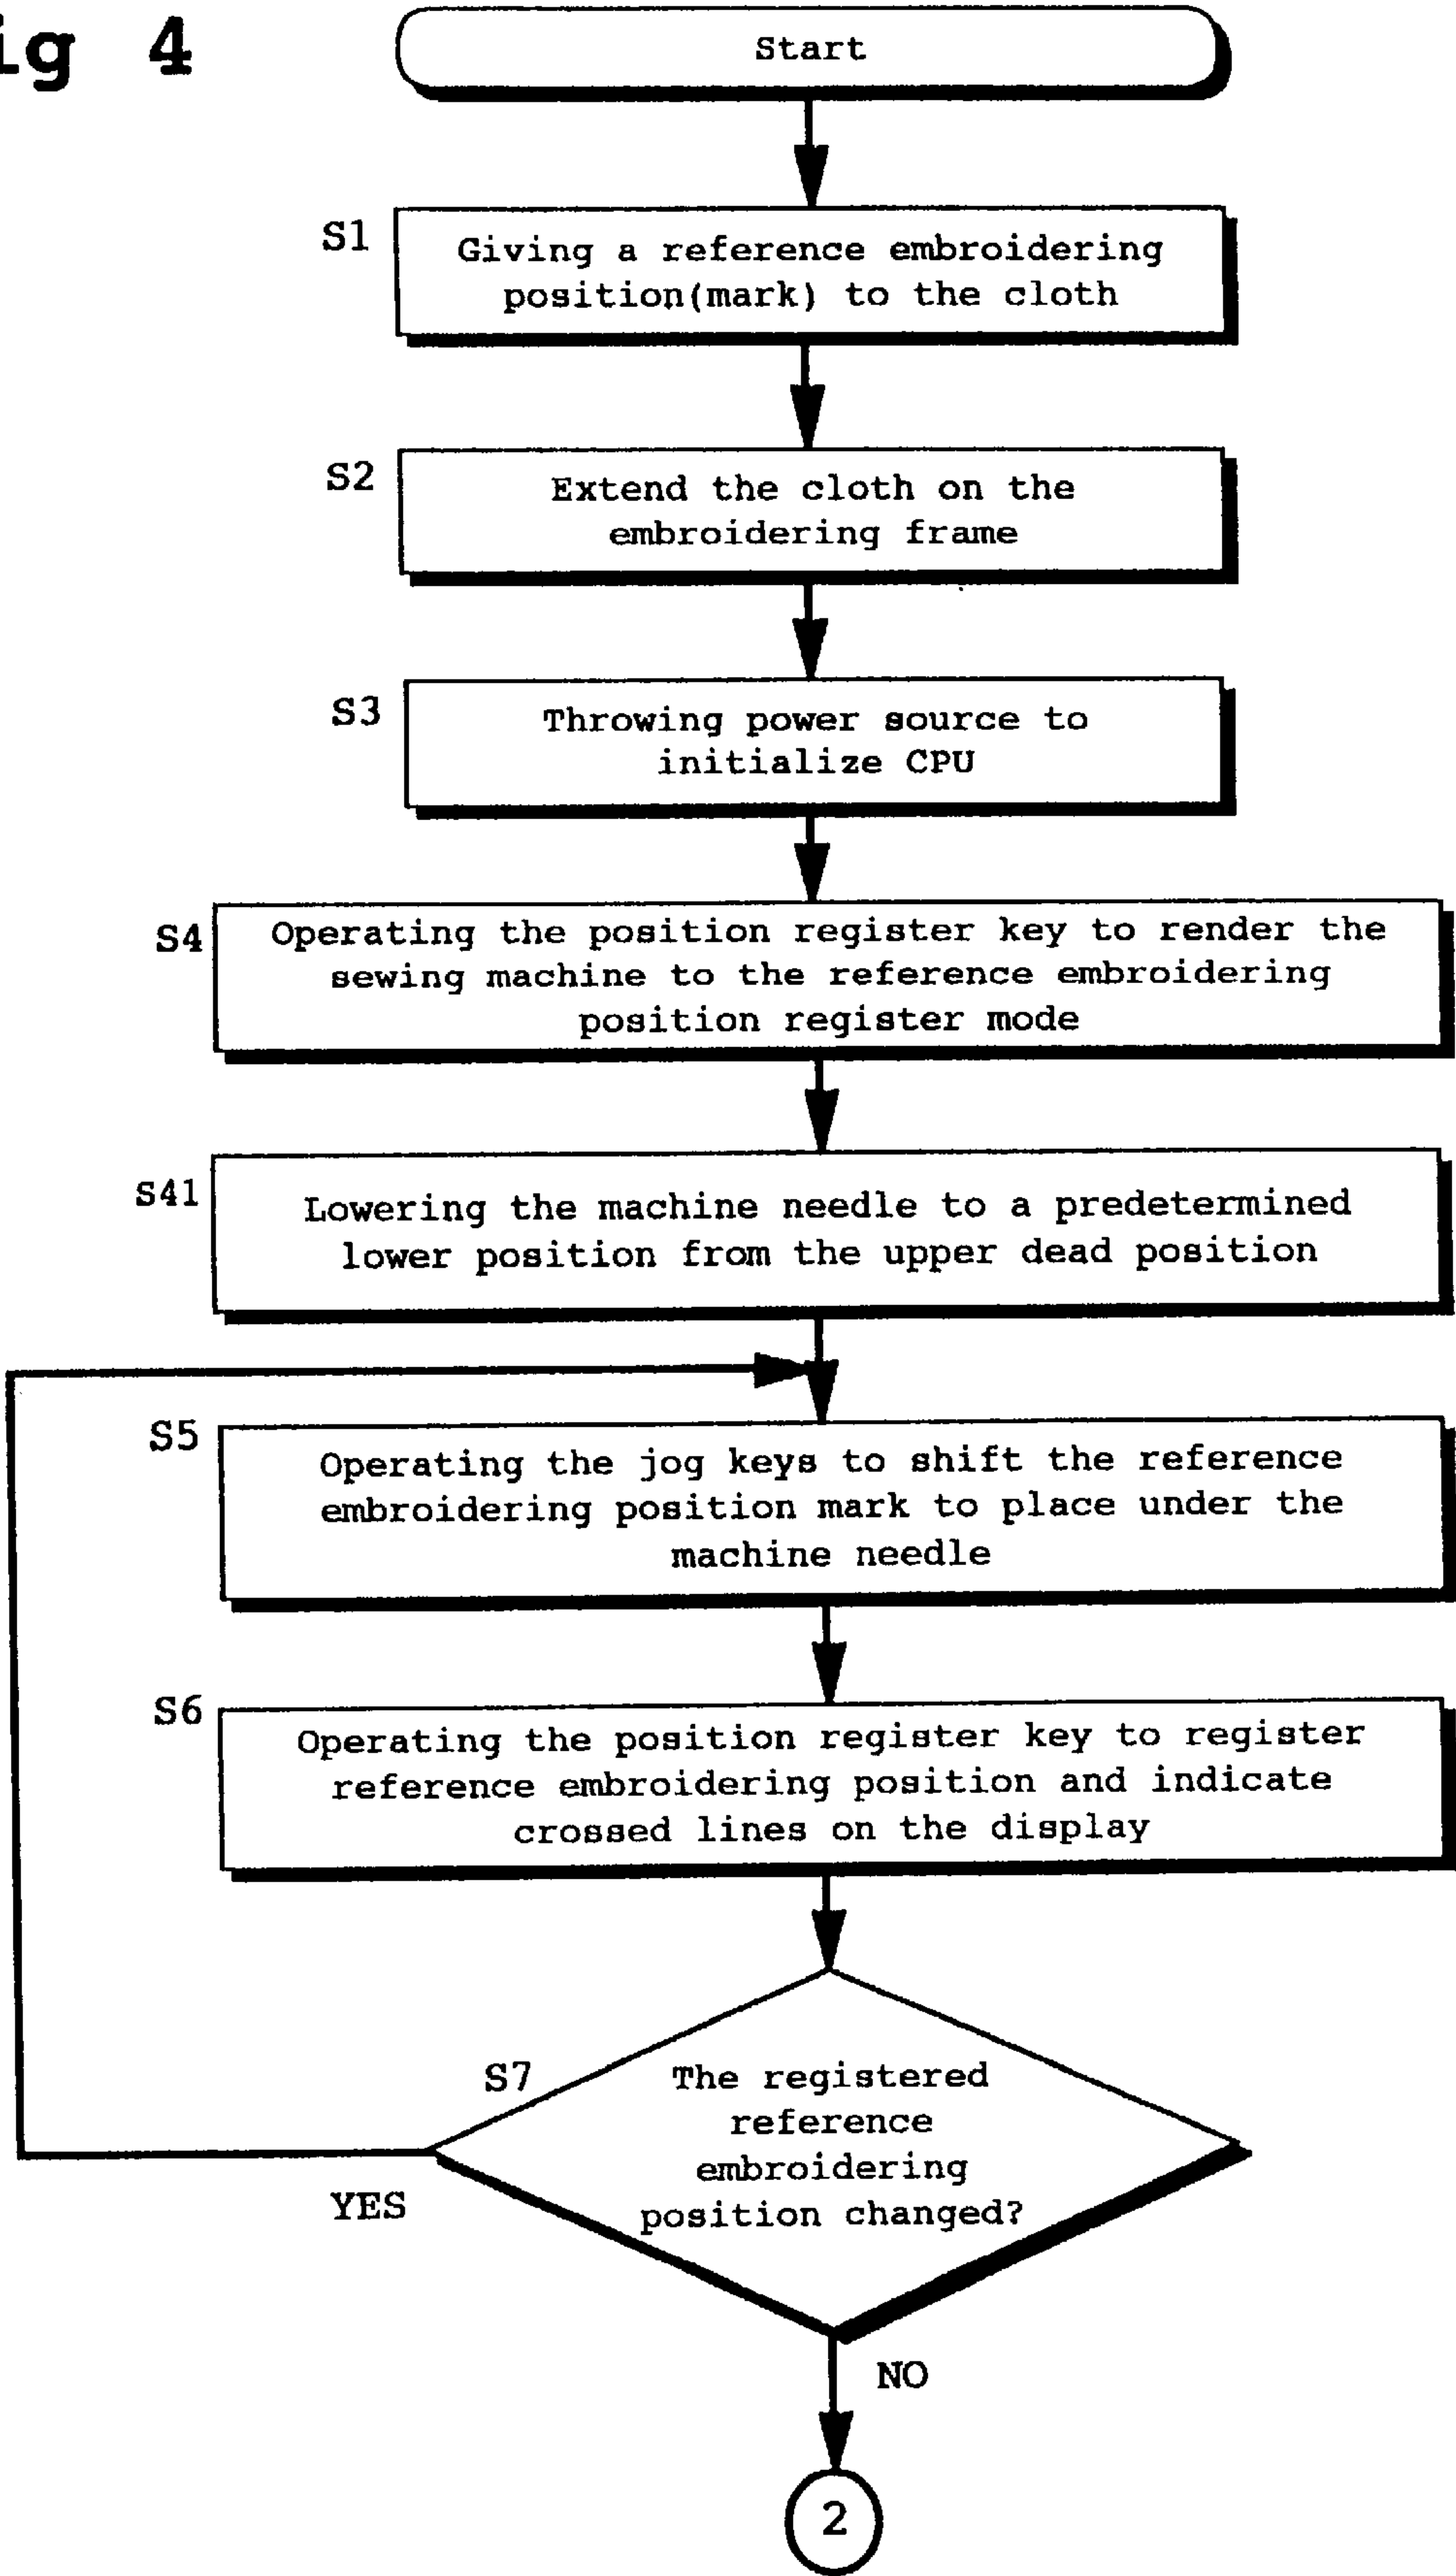 ig 4
Start
S1
Giving a reference embroidering
position(mark) to the cloth
S2
Extend the cloth on the
embroidering frame
S3
Throwing power source to
initialize CPU
S4
Operating the position register key to render the
sewing machine to the reference embroidering
position register mode
S41
Lowering the machine needle to a predetermined
lower position from the upper dead position
S5
Operating the jog keys to shift the reference
embroidering position mark to place under the
machine needle
S6
Operating the position register key to register
reference embroidering position and indicate
crossed lines on the display
S7
The registered
reference
embroidering
position changed?
YES
NO
2